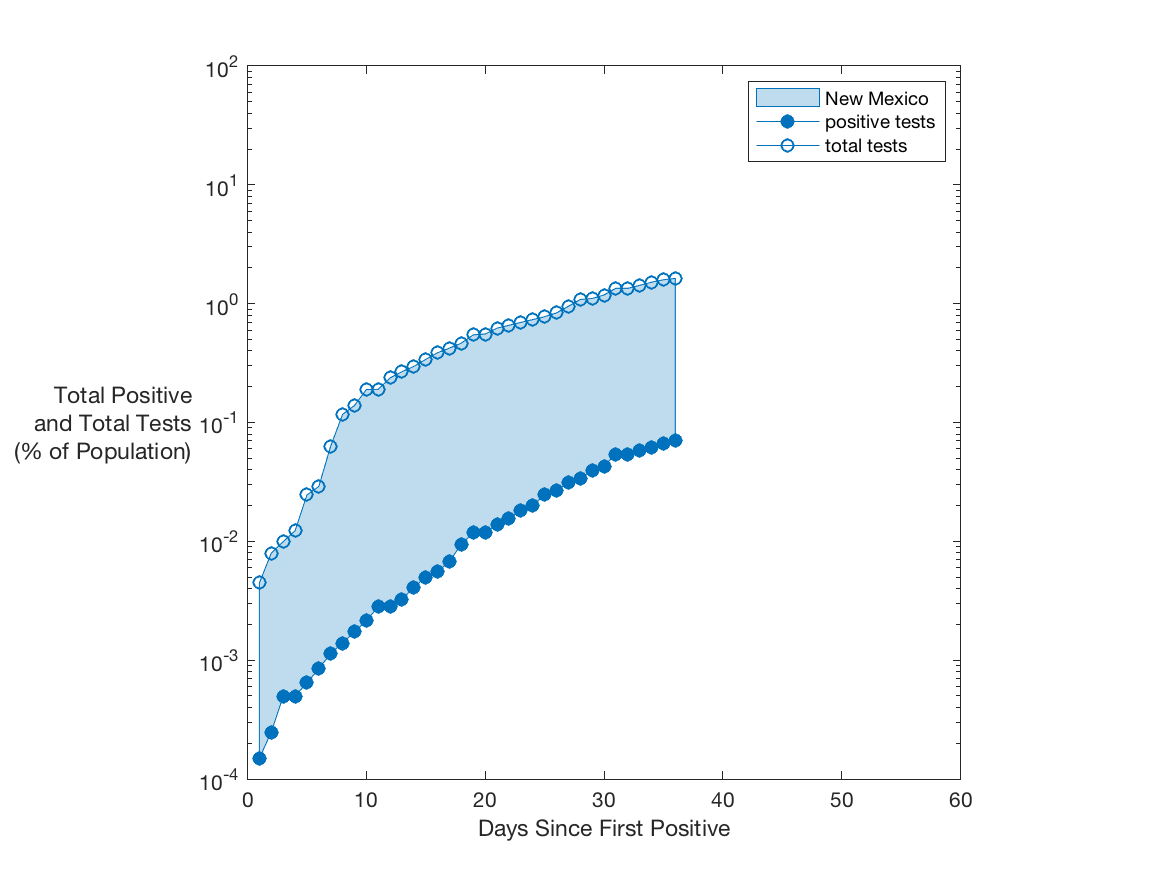 10^2
10^1
10^0
10^-1
10^-2
10^-3
10^-4
Total Positive
and Total Tests
(% of Population)
New Mexico
positive tests
total tests
0 10 20 30 40 50 60
Days Since First Positive